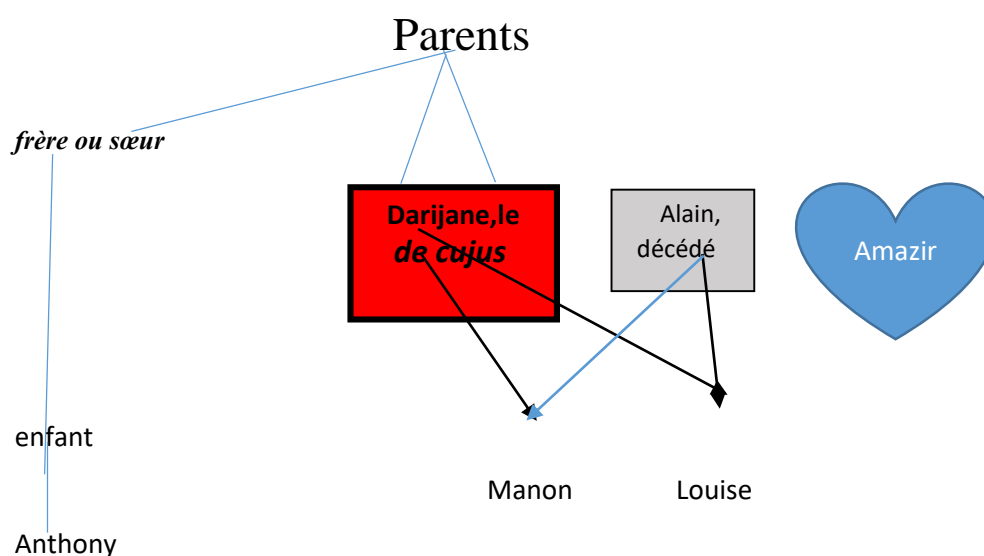 Parents
frère ou sœur
Darijane,le
de cujus
Alain,
décédé
Amazir
enfant
Manon
Louise
Anthony